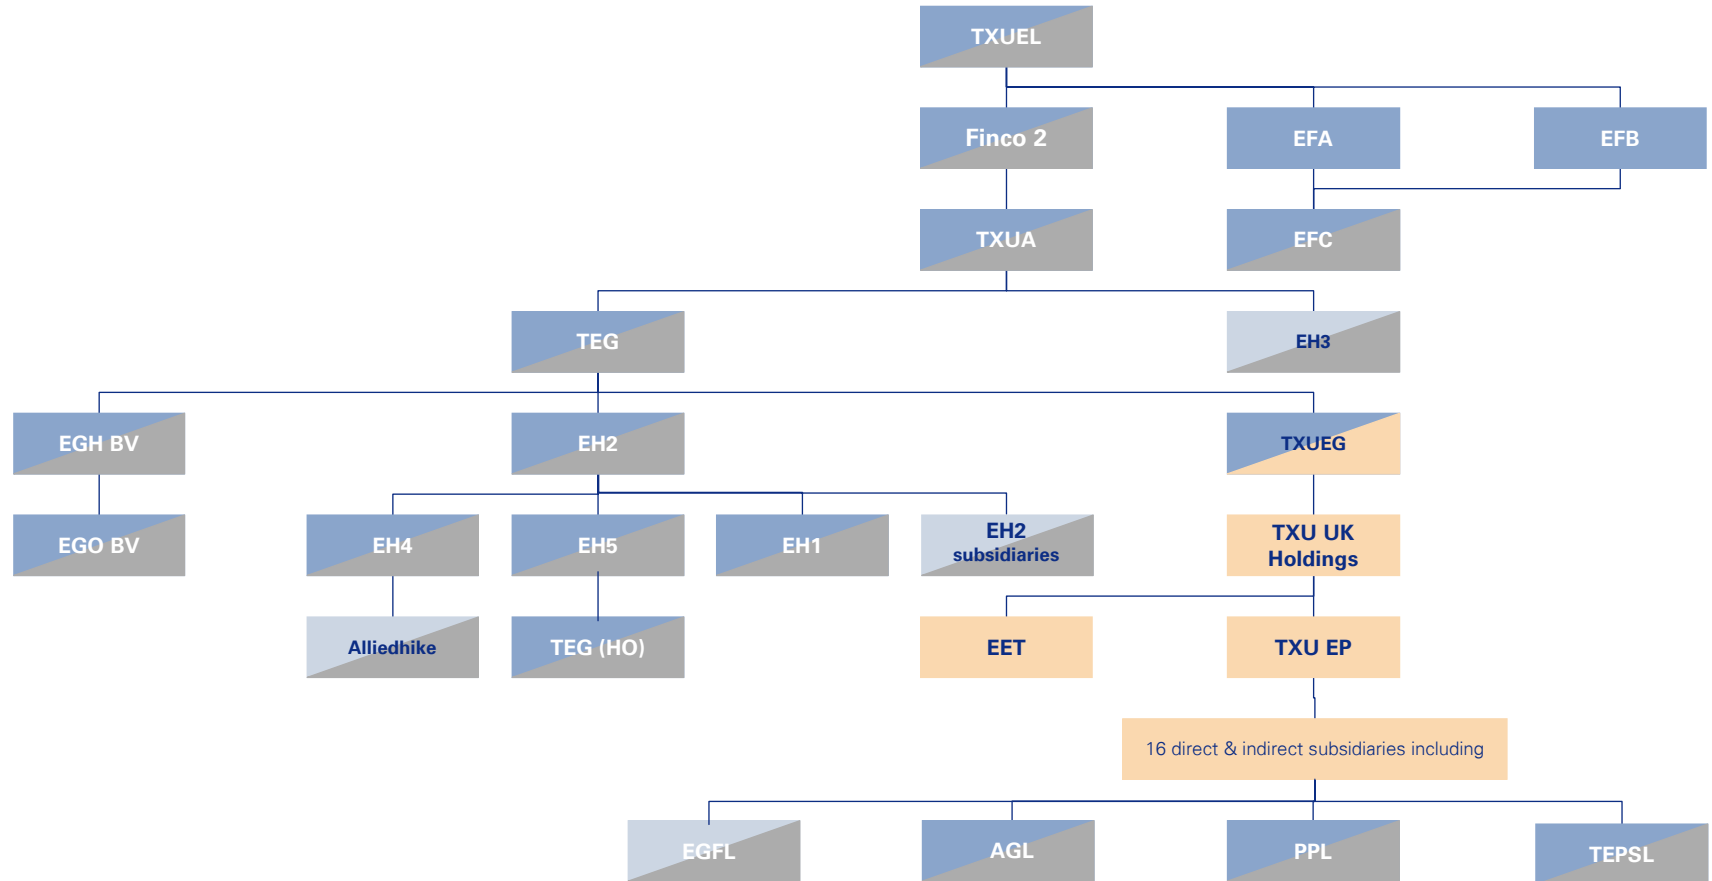 TXUEL
Finco 2
EFA
EFB
TXUA
EFC
TEG
EH3
EGH BV
EH2
TXUEG
EGO BV
EH4
EH5
EH1
EH2
subsidiaries
TXU UK
Holdings
Alliedhike
TEG (HO)
EET
TXU EP
16 direct & indirect subsidiaries including
EGFL
AGL
PPL
TEPSL